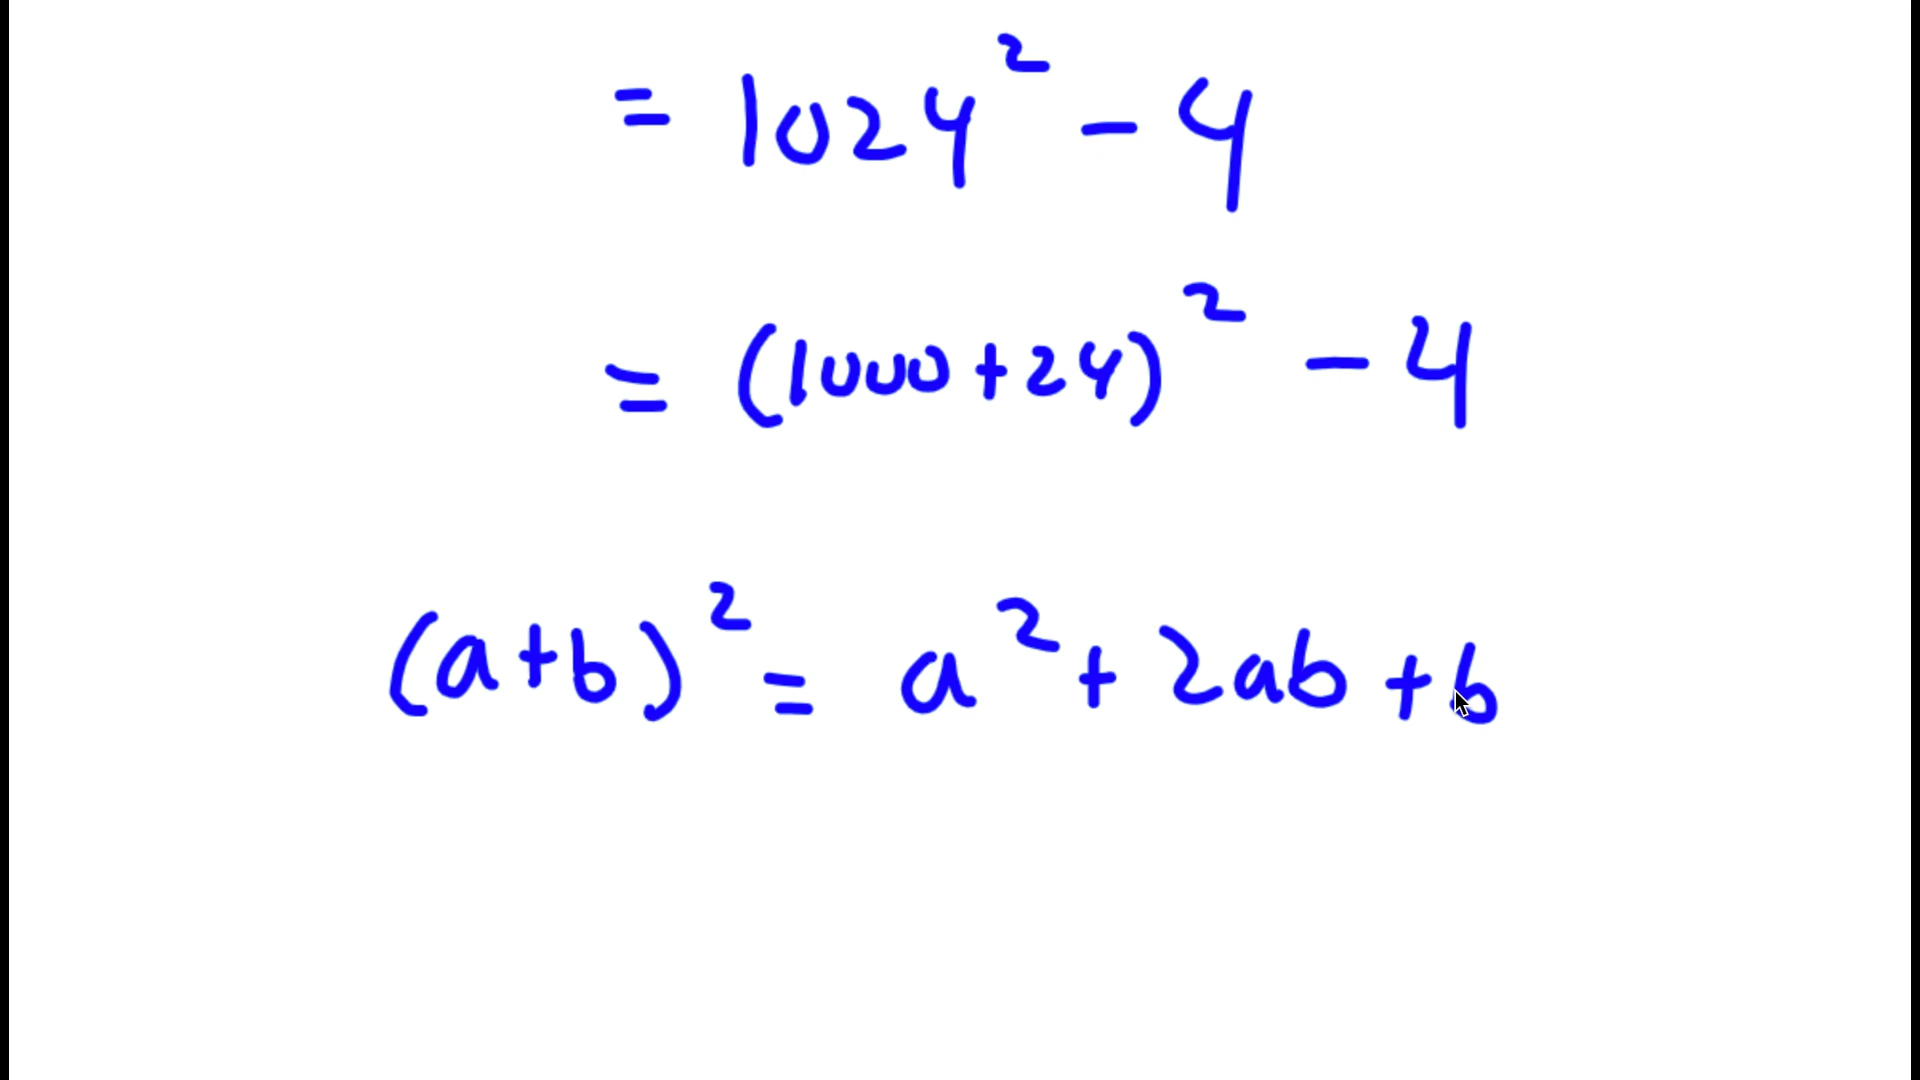 = 1024² - 4
= (1000 + 24)² - 4
(a+b)² = a² + 2ab + b